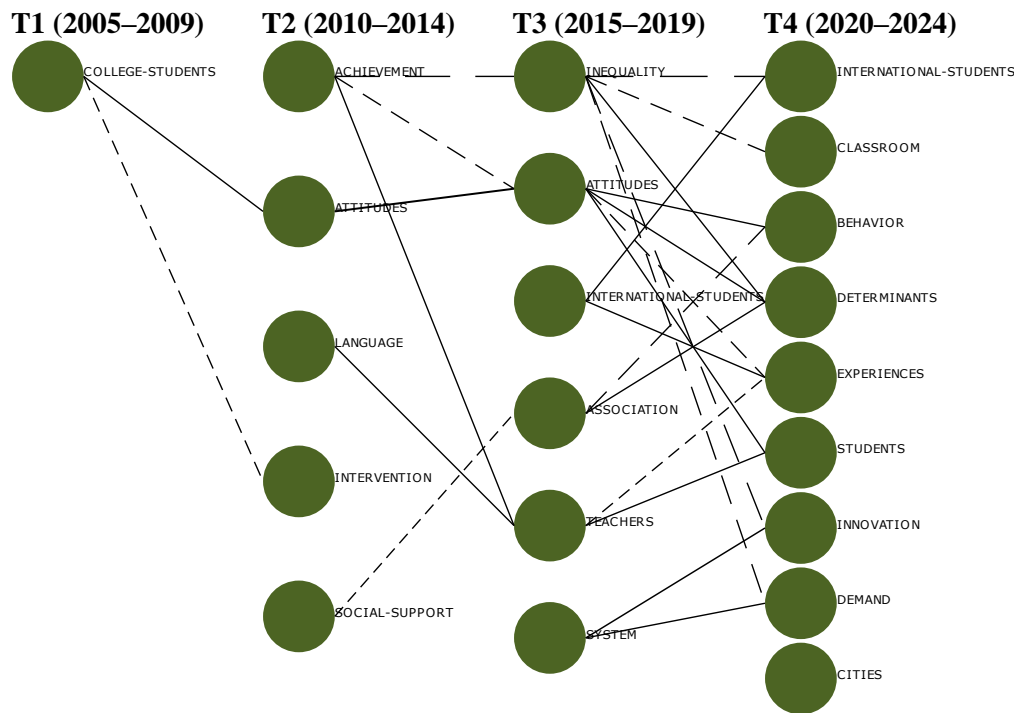 T1 (2005–2009)
T2 (2010–2014)
T3 (2015–2019)
T4 (2020–2024)
COLLEGE-STUDENTS
ACHIEVEMENT
ATTITUDES
LANGUAGE
INTERVENTION
SOCIAL-SUPPORT
INEQUALITY
ATTITUDES
INTERNATIONAL-STUDENTS
ASSOCIATION
TEACHERS
SYSTEM
INTERNATIONAL-STUDENTS
CLASSROOM
BEHAVIOR
DETERMINANTS
EXPERIENCES
STUDENTS
INNOVATION
DEMAND
CITIES